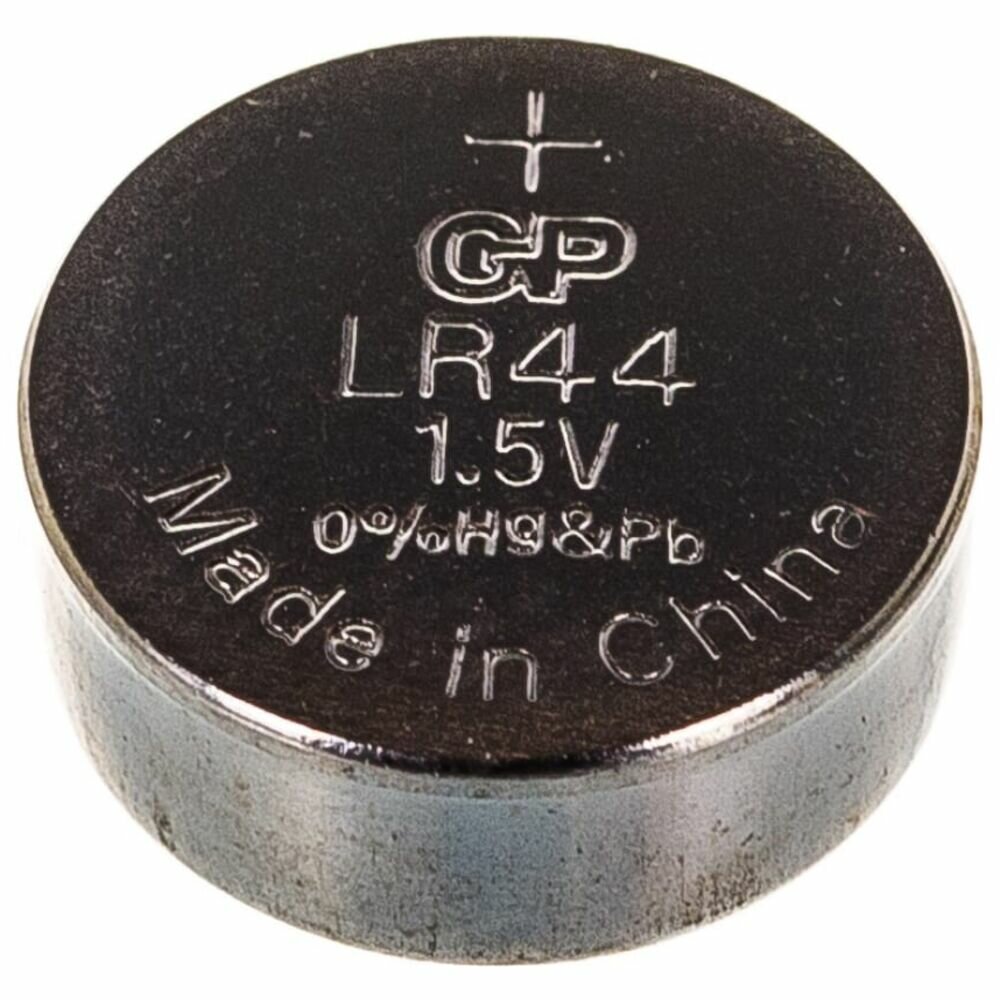 +
GP
LR44
1.5V
0%Hg&Pb
Made in China